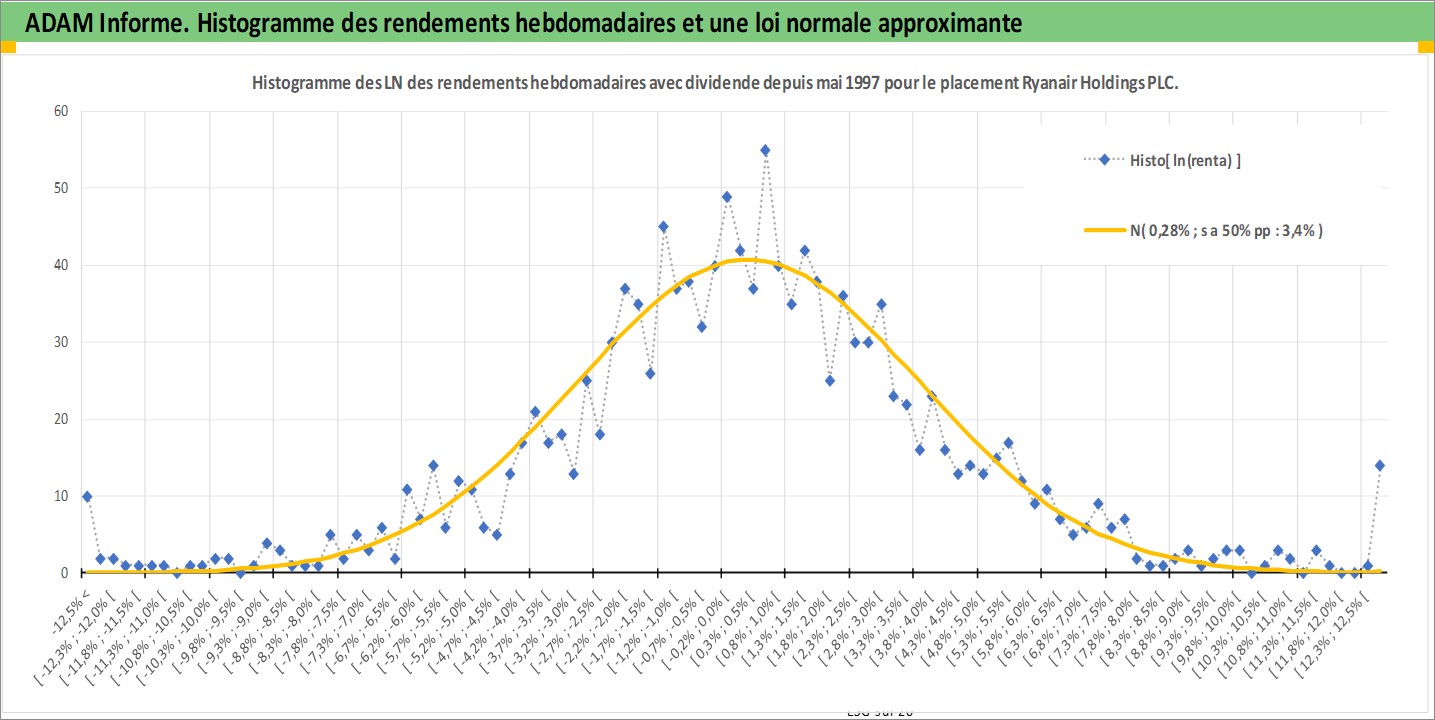 ADAM Informe. Histogramme des rendements hebdomadaires et une loi normale approximante
Histogramme des LN des rendements hebdomadaires avec dividende depuis mai 1997 pour le placement Ryanair Holdings PLC.
60
50
40
30
20
10
0
Histo[ ln(renta) ]
N( 0,28% ; s a 50% pp : 3,4% )
-12,5% <
[ -12,3% ; -12,0% [
[ -11,8% ; -11,5% [
[ -11,3% ; -11,0% [
[ -10,8% ; -10,5% [
[ -10,3% ; -10,0% [
[ -9,8% ; -9,5% [
[ -9,3% ; -9,0% [
[ -8,8% ; -8,5% [
[ -8,3% ; -8,0% [
[ -7,8% ; -7,5% [
[ -7,3% ; -7,0% [
[ -6,7% ; -6,5% [
[ -6,2% ; -6,0% [
[ -5,7% ; -5,5% [
[ -5,2% ; -5,0% [
[ -4,7% ; -4,5% [
[ -4,2% ; -4,0% [
[ -3,7% ; -3,5% [
[ -3,2% ; -3,0% [
[ -2,7% ; -2,5% [
[ -2,2% ; -2,0% [
[ -1,7% ; -1,5% [
[ -1,2% ; -1,0% [
[ -0,7% ; -0,5% [
[ -0,2% ; 0,0% [
[ 0,3% ; 0,5% [
[ 0,8% ; 1,0% [
[ 1,3% ; 1,5% [
[ 1,8% ; 2,0% [
[ 2,3% ; 2,5% [
[ 2,8% ; 3,0% [
[ 3,3% ; 3,5% [
[ 3,8% ; 4,0% [
[ 4,3% ; 4,5% [
[ 4,8% ; 5,0% [
[ 5,3% ; 5,5% [
[ 5,8% ; 6,0% [
[ 6,3% ; 6,5% [
[ 6,8% ; 7,0% [
[ 7,3% ; 7,5% [
[ 7,8% ; 8,0% [
[ 8,3% ; 8,5% [
[ 8,8% ; 9,0% [
[ 9,3% ; 9,5% [
[ 9,8% ; 10,0% [
[ 10,3% ; 10,5% [
[ 10,8% ; 11,0% [
[ 11,3% ; 11,5% [
[ 11,8% ; 12,0% [
[ 12,3% ; 12,5% [